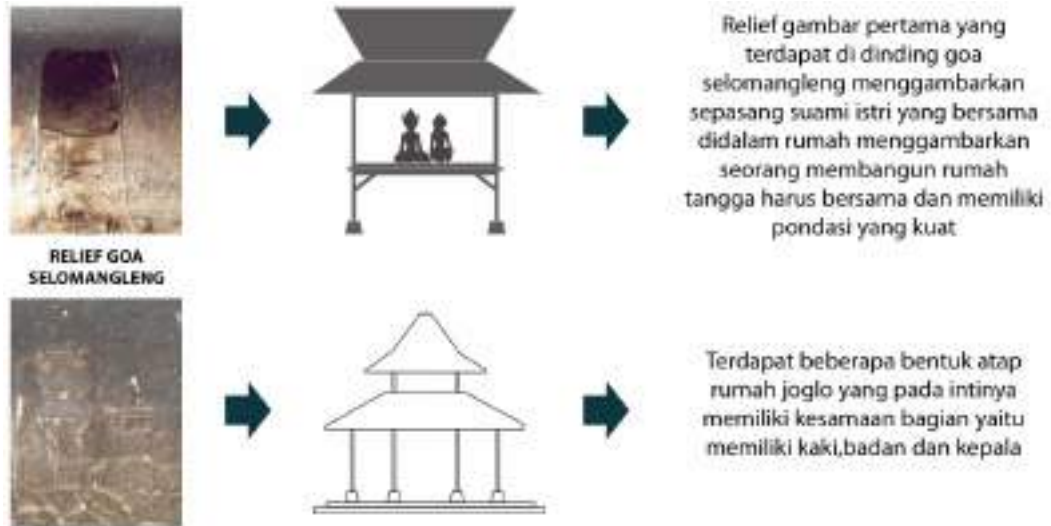 Relief gambar pertama yang
terdapat di dinding goa
selomangleng menggambarkan
sepasang suami istri yang bersama
didalam rumah menggambarkan
seorang membangun rumah
tangga harus bersama dan memiliki
pondasi yang kuat
RELIEF GOA
SELOMANGLENG
Terdapat beberapa bentuk atap
rumah joglo yang pada intinya
memiliki kesamaan bagian yaitu
memiliki kaki,badan dan kepala